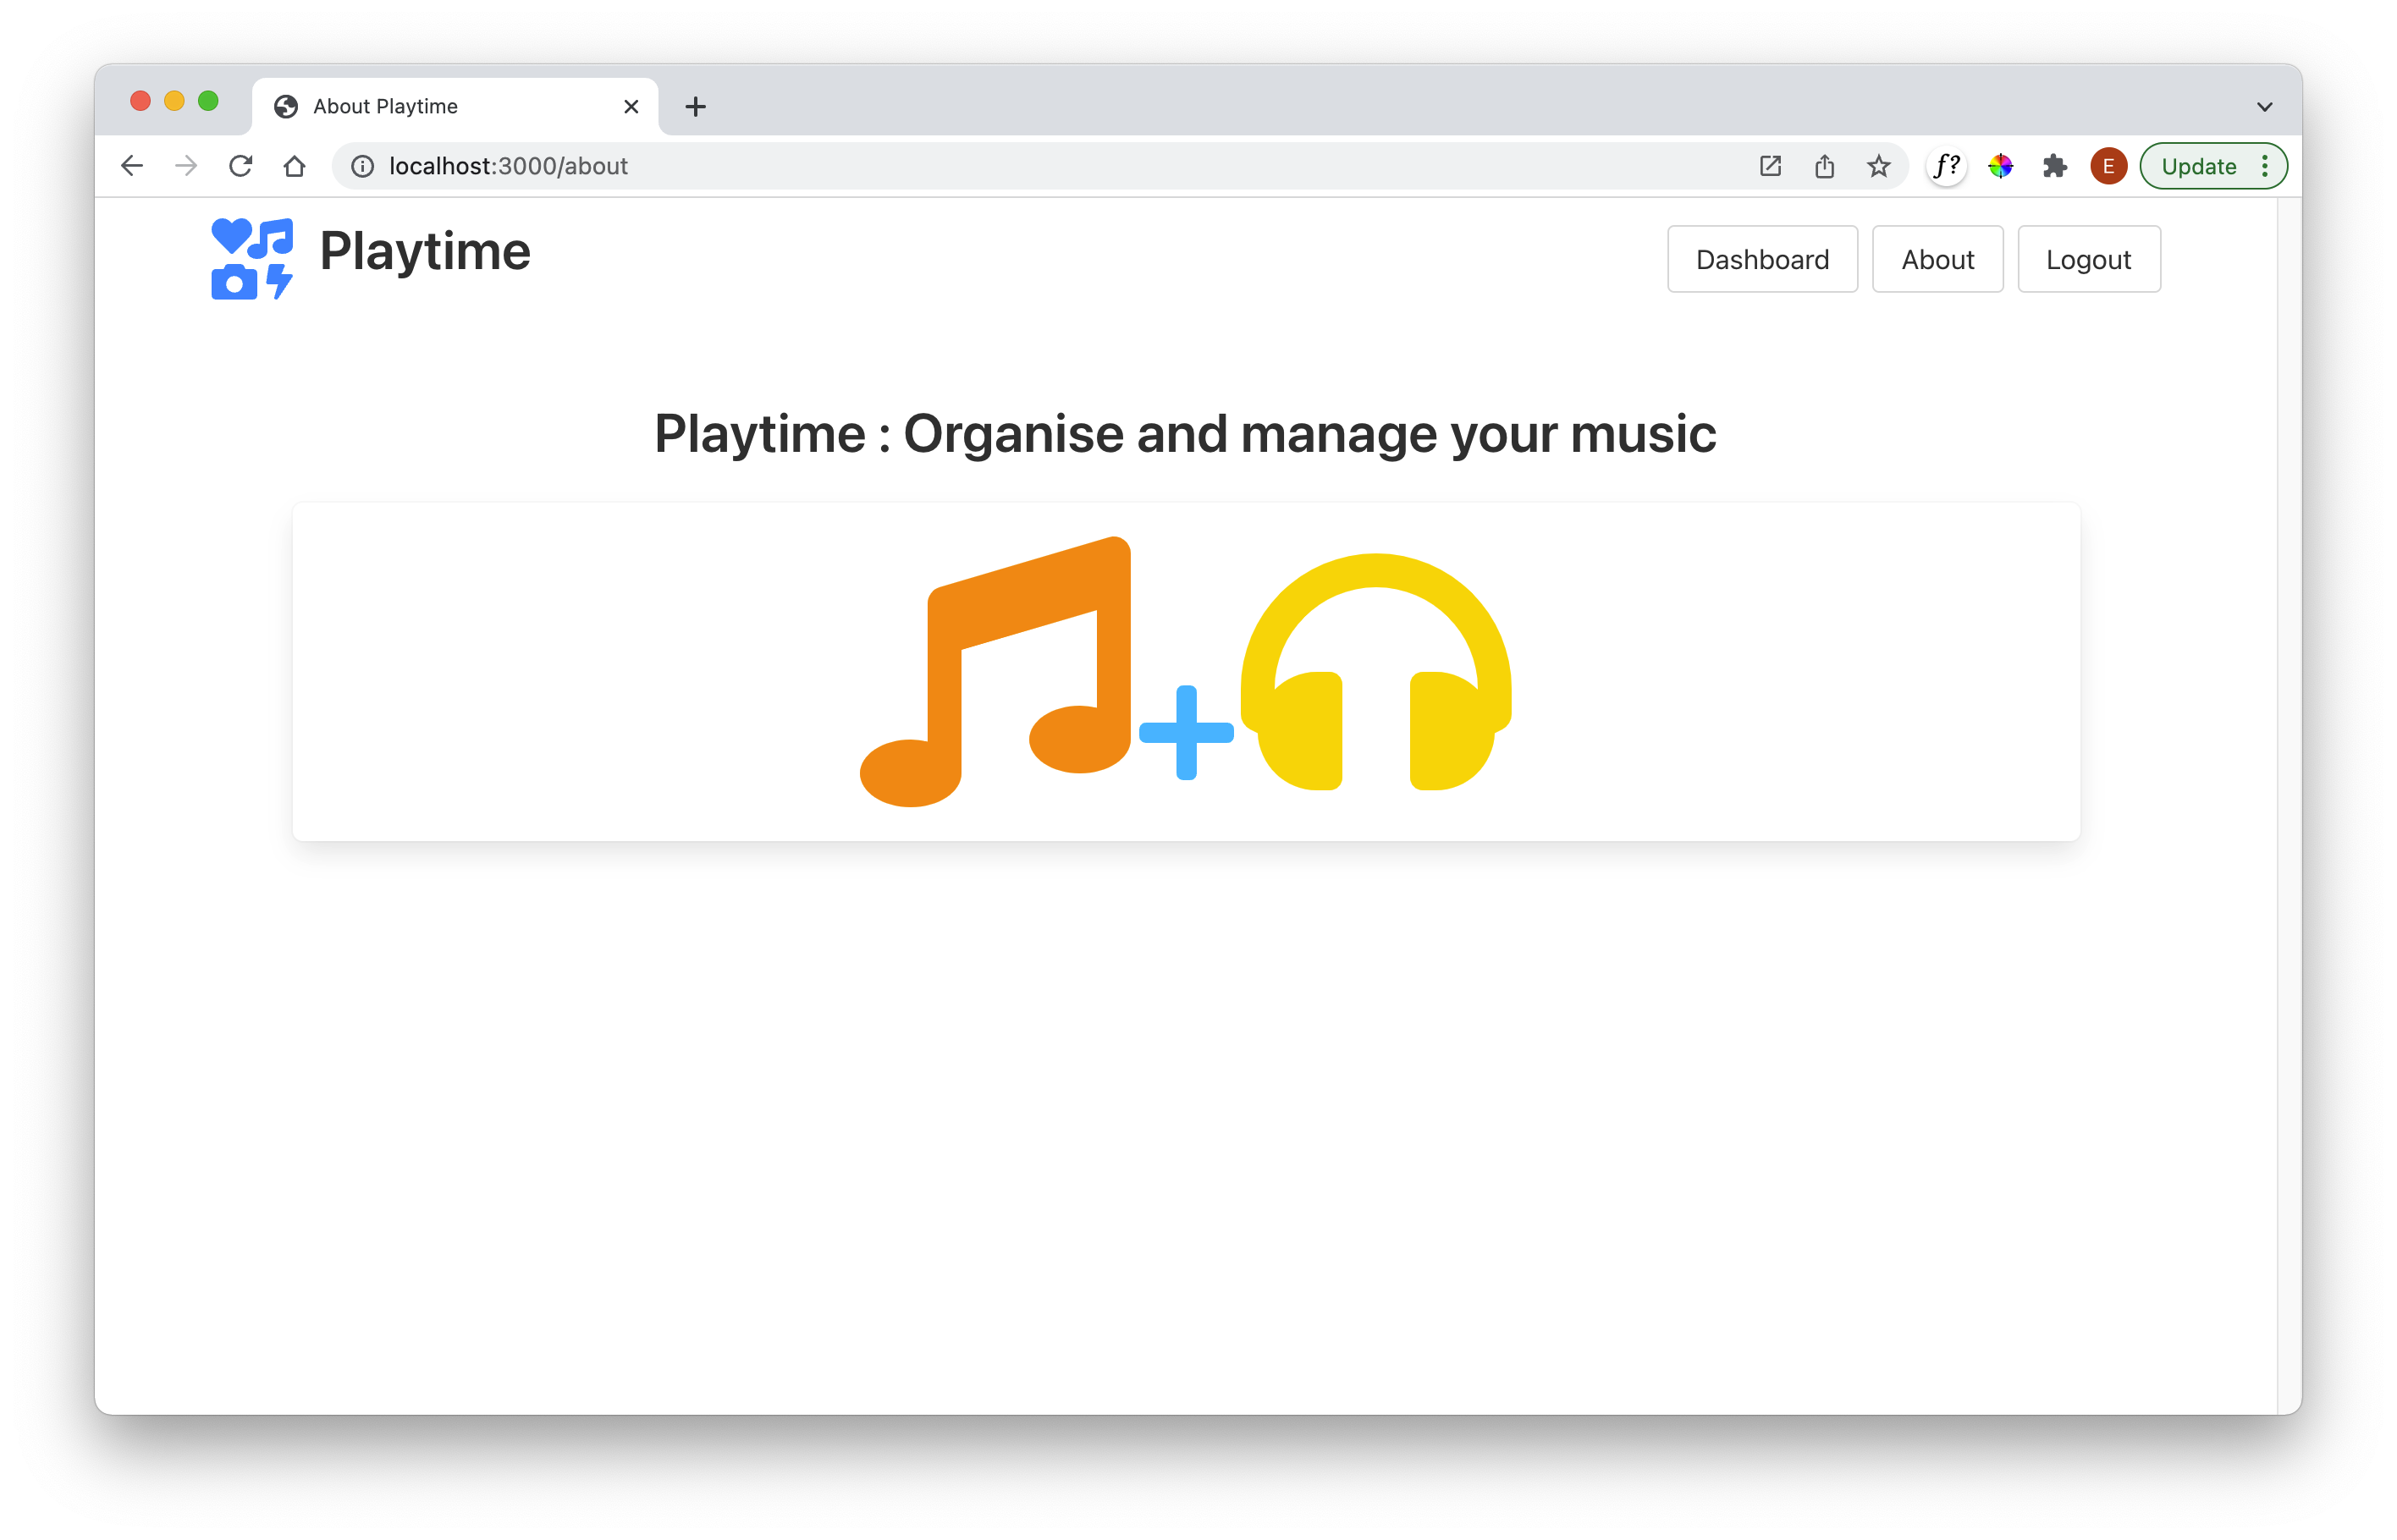 About Playtime
localhost:3000/about
f?
E
Update
Playtime
Dashboard
About
Logout
Playtime : Organise and manage your music